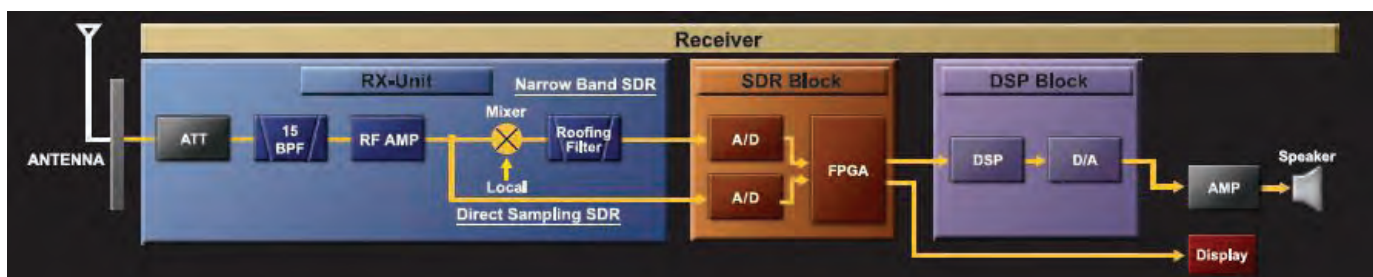 Receiver
RX-Unit
Narrow Band SDR
SDR Block
DSP Block
Mixer
ANTENNA
ATT
15
BPF
RF AMP
Roofing
Filter
Local
Direct Sampling SDR
A/D
A/D
FPGA
DSP
D/A
AMP
Speaker
Display